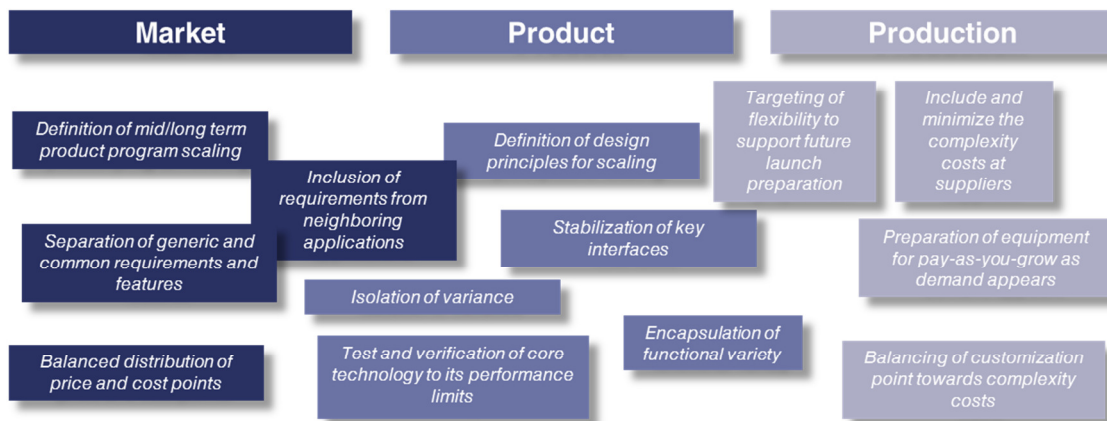 Market
Product
Production
Definition of mid/long term
product program scaling
Inclusion of
requirements from
neighboring
applications
Separation of generic and
common requirements and
features
Balanced distribution of
price and cost points
Definition of design
principles for scaling
Stabilization of key
interfaces
Isolation of variance
Encapsulation of
functional variety
Test and verification of core
technology to its performance
limits
Targeting of
flexibility to
support future
launch
preparation
Include and
minimize the
complexity
costs at
suppliers
Preparation of equipment
for pay-as-you-grow as
demand appears
Balancing of customization
point towards complexity
costs